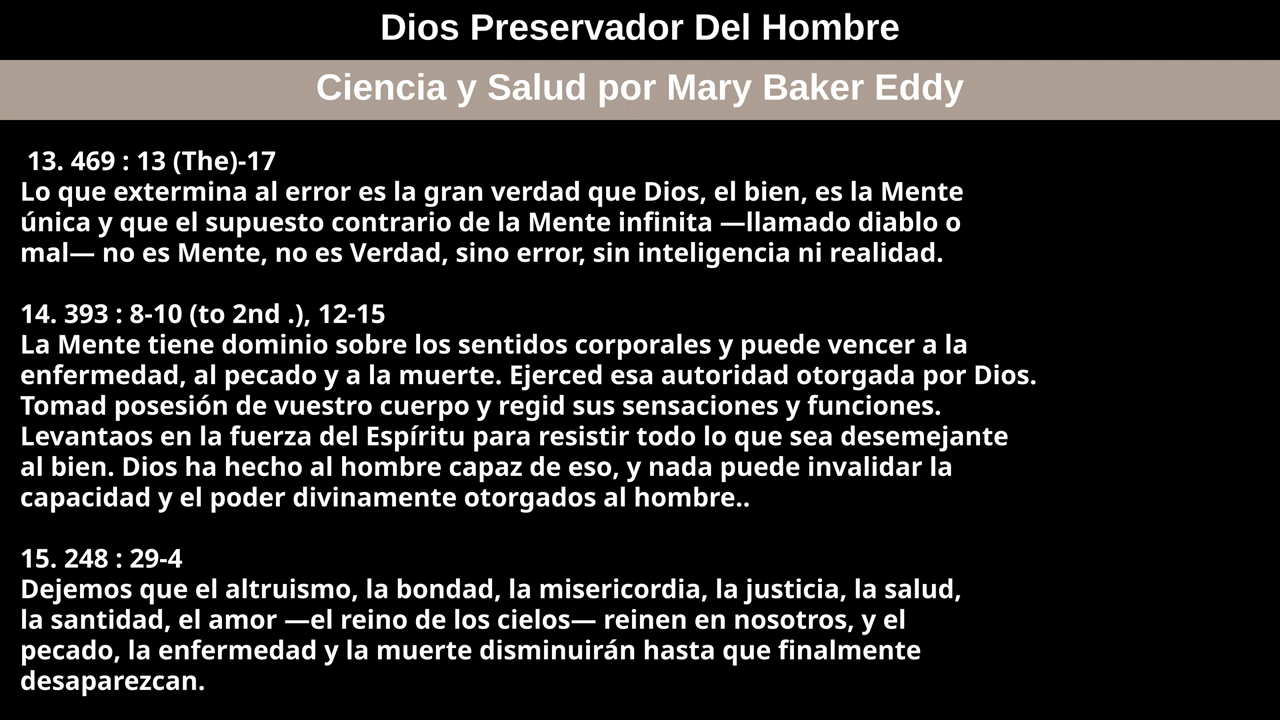 Dios Preservador Del Hombre
Ciencia y Salud por Mary Baker Eddy
13. 469 : 13 (The)-17
Lo que extermina al error es la gran verdad que Dios, el bien, es la Mente
única y que el supuesto contrario de la Mente infinita —llamado diablo o
mal— no es Mente, no es Verdad, sino error, sin inteligencia ni realidad.
14. 393 : 8-10 (to 2nd .), 12-15
La Mente tiene dominio sobre los sentidos corporales y puede vencer a la
enfermedad, al pecado y a la muerte. Ejerced esa autoridad otorgada por Dios.
Tomad posesión de vuestro cuerpo y regid sus sensaciones y funciones.
Levantaos en la fuerza del Espíritu para resistir todo lo que sea desemejante
al bien. Dios ha hecho al hombre capaz de eso, y nada puede invalidar la
capacidad y el poder divinamente otorgados al hombre..
15. 248 : 29-4
Dejemos que el altruismo, la bondad, la misericordia, la justicia, la salud,
la santidad, el amor —el reino de los cielos— reinen en nosotros, y el
pecado, la enfermedad y la muerte disminuirán hasta que finalmente
desaparezcan.